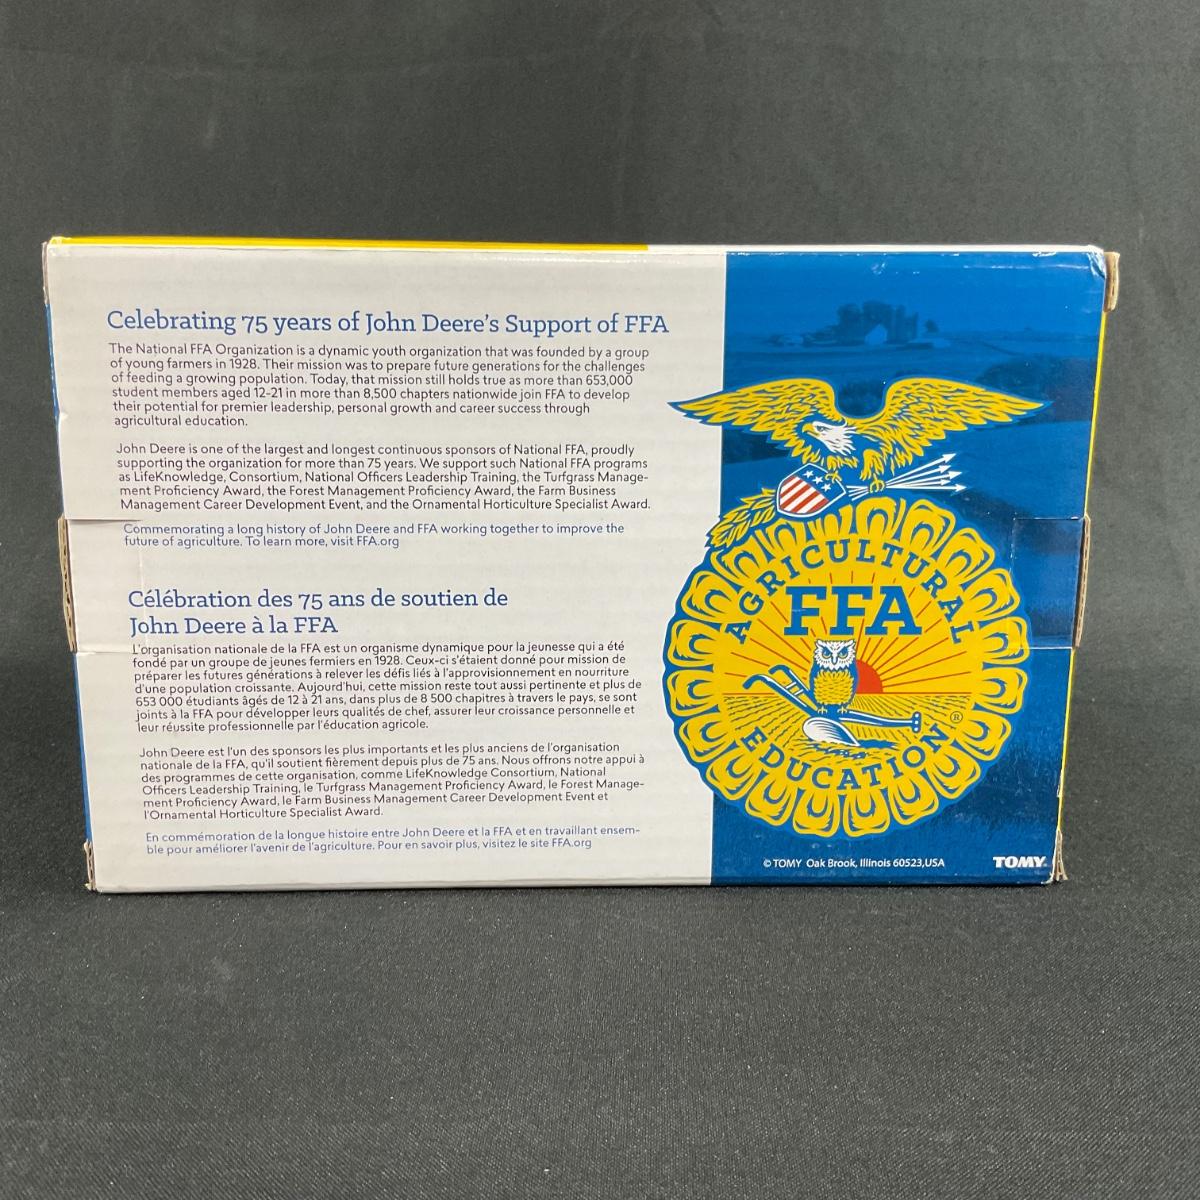 Celebrating 75 years of John Deere's Support of FFA
The National FFA Organization is a dynamic youth organization that was founded by a group
of young farmers in 1928. Their mission was to prepare future generations for the challenges
of feeding a growing population. Today, that mission still holds true as more than 653,000
student members aged 12-21 in more than 8,500 chapters nationwide join FFA to develop
their potential for premier leadership, personal growth and career success through
agricultural education.
John Deere is one of the largest and longest continuous sponsors of National FFA, proudly
supporting the organization for more than 75 years. We support such National FFA programs
as LifeKnowledge, Consortium, National Officers Leadership Training, the Turfgrass Manage-
ment Proficiency Award, the Forest Management Proficiency Award, the Farm Business
Management Career Development Event, and the Ornamental Horticulture Specialist Award.
Commemorating a long history of John Deere and FFA working together to improve the
future of agriculture. To learn more, visit FFA.org
Célébration des 75 ans de soutien de
John Deere à la FFA
L'organisation nationale de la FFA est un organisme dynamique pour la jeunesse qui a été
fondé par un groupe de jeunes fermiers en 1928. Ceux-ci s'étaient donné pour mission de
préparer les futures générations à relever les défis liés à l'approvisionnement en nourriture
d'une population croissante. Aujourd'hui, cette mission reste tout aussi pertinente et plus de
653 000 étudiants âgés de 12 à 21 ans, dans plus de 8 500 chapitres à travers le pays, se sont
joints à la FFA pour développer leurs qualités de chef, assurer leur croissance personnelle et
leur réussite professionnelle par l'éducation agricole.
John Deere est l'un des sponsors les plus importants et les plus anciens de l'organisation
nationale de la FFA, qu'il soutient fièrement depuis plus de 75 ans. Nous offrons notre appui à
des programmes de cette organisation, comme LifeKnowledge Consortium, National
Officers Leadership Training, le Turfgrass Management Proficiency Award, le Forest Manage-
ment Proficiency Award, le Farm Business Management Career Development Event et
l'Ornamental Horticulture Specialist Award.
En commémoration de la longue histoire entre John Deere et la FFA et en travaillant ensem-
ble pour améliorer l'avenir de l'agriculture. Pour en savoir plus, visitez le site FFA.org
AGRICULTURAL
FFA
EDUCATION ®
© TOMY Oak Brook, Illinois 60523, USA
TOMY